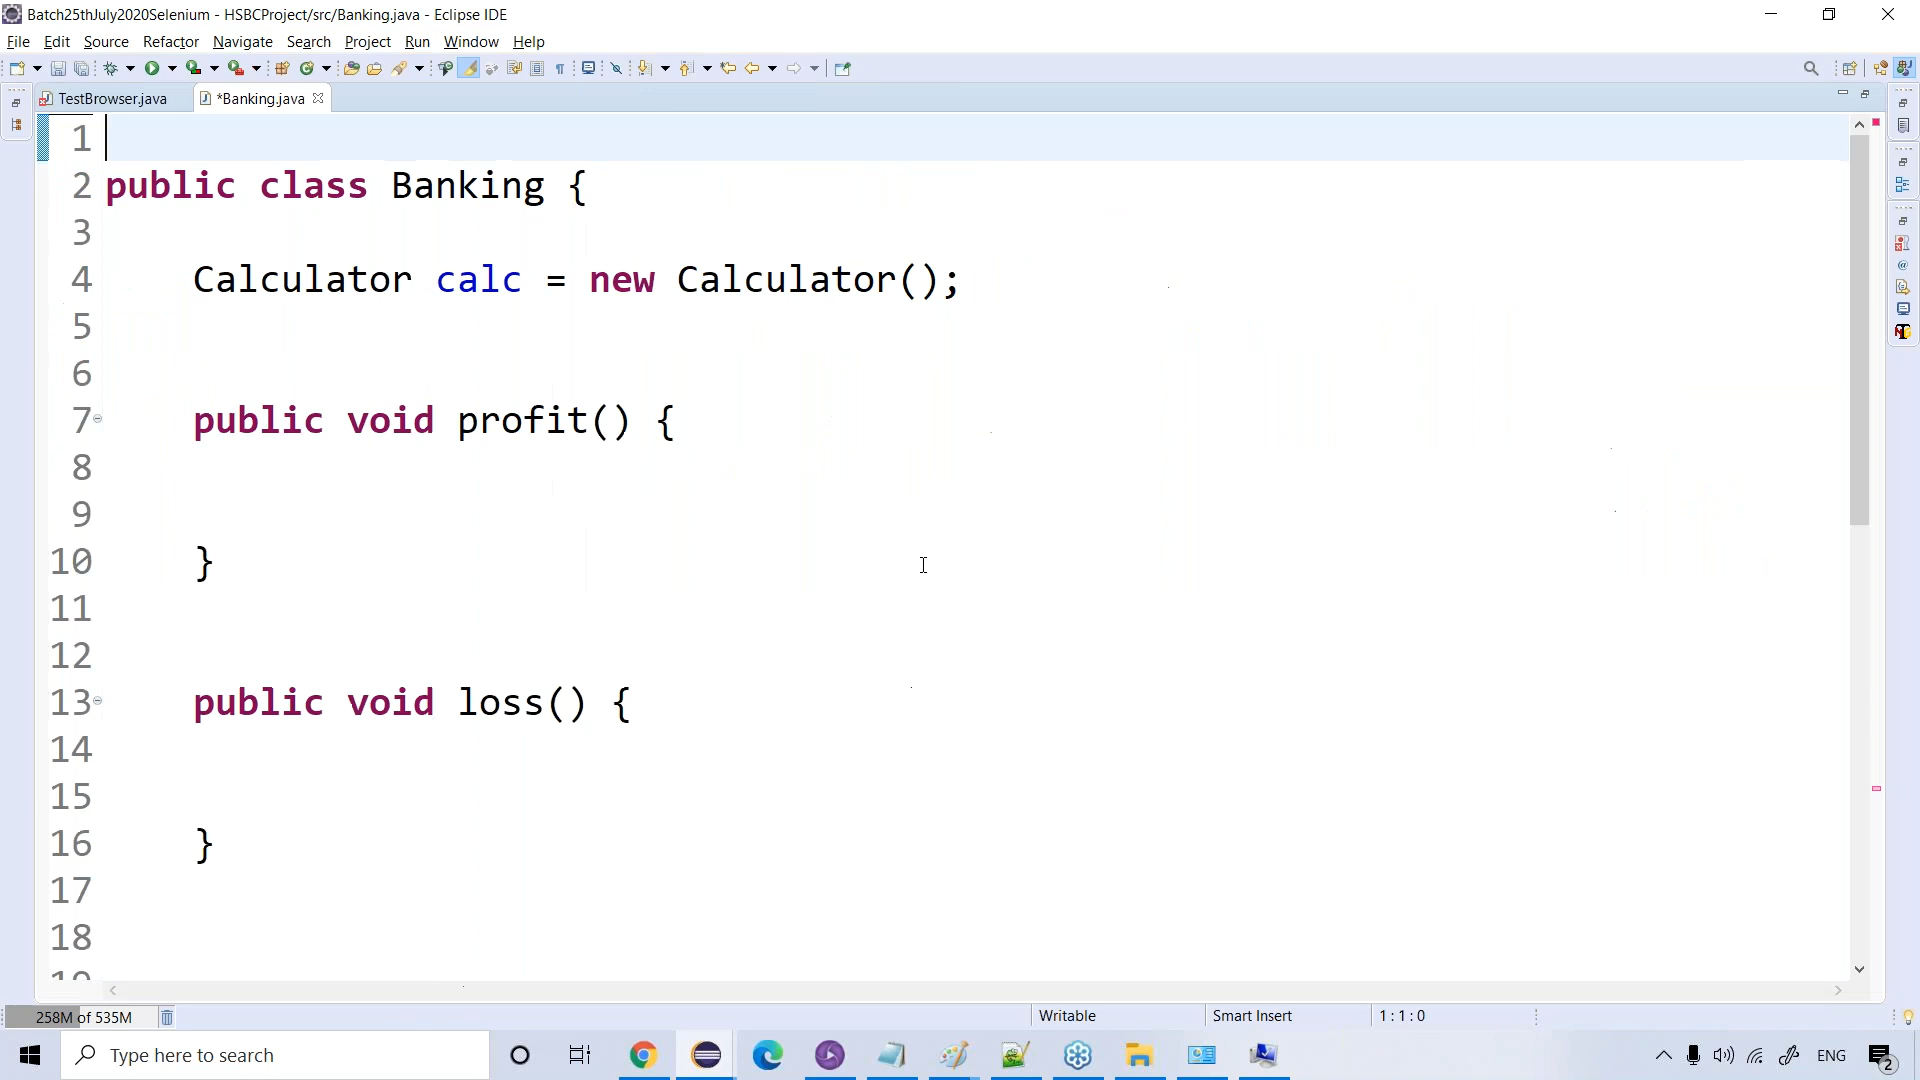 Batch25thJuly2020Selenium - HSBCProject/src/Banking.java - Eclipse IDE
File Edit Source Refactor Navigate Search Project Run Window Help
TestBrowser.java *Banking.java
1
2 public class Banking {
3
4 Calculator calc = new Calculator();
5
6
7 public void profit() {
8
9
10 }
11
12
13 public void loss() {
14
15
16 }
17
18
19
258M of 535M Writable Smart Insert 1 : 1 : 0
Type here to search ENG 2